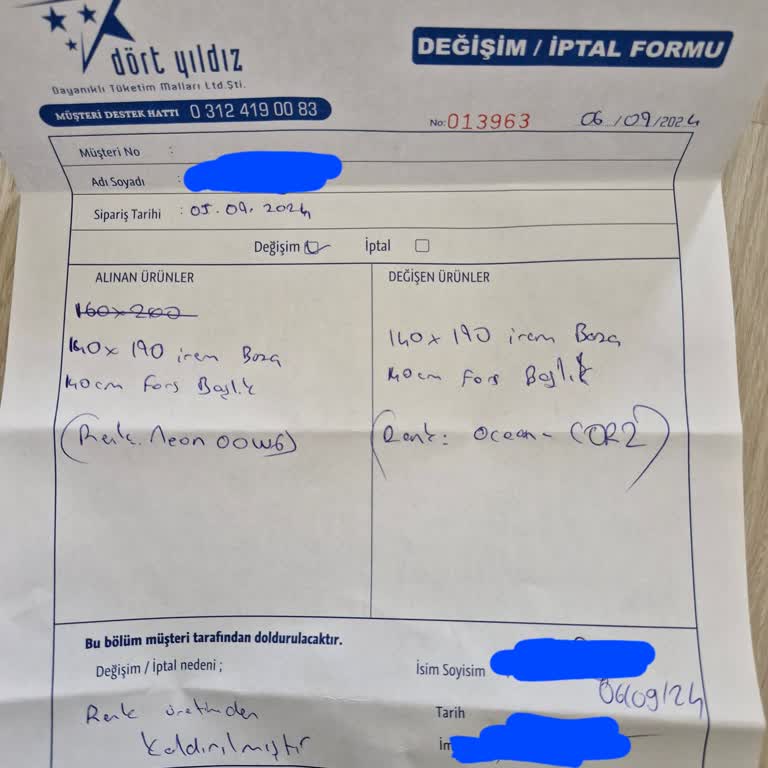 dört yıldız
Dayanıklı Tüketim Malları Ltd.Şti.
MÜŞTERİ DESTEK HATTI 0 312 419 00 83
DEĞİŞİM / İPTAL FORMU
No: 013963 06/09/2024
Müşteri No :
Adı Soyadı :
Sipariş Tarihi : 05.09.2024
Değişim İptal
ALINAN ÜRÜNLER
160x200
140x190 irem Baza
140cm Fors Başlık
(Renk. Neon 00W6)
DEĞİŞEN ÜRÜNLER
140x190 irem Baza
140cm Fors Başlık
(Renk: Ocean- COR2)
Bu bölüm müşteri tarafından doldurulacaktır.
Değişim / İptal nedeni ;
Renk üretimden
kaldırılmıştır
İsim Soyisim
06/09/24
Tarih
İm